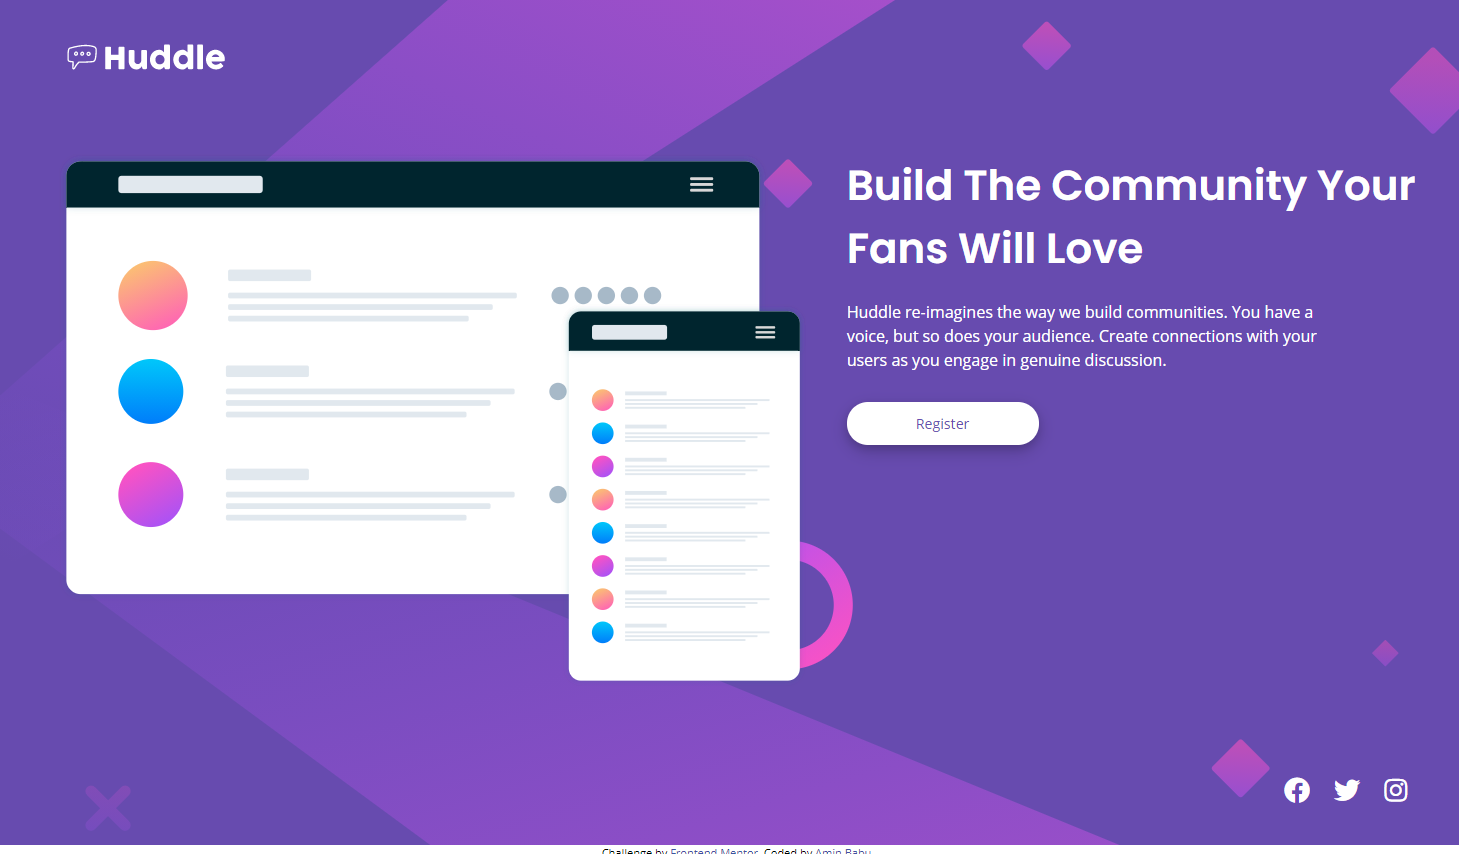 Huddle
Build The Community Your
Fans Will Love
Huddle re-imagines the way we build communities. You have a
voice, but so does your audience. Create connections with your
users as you engage in genuine discussion.
Register
Challenge by Frontend Mentor. Coded by Amin Babu.